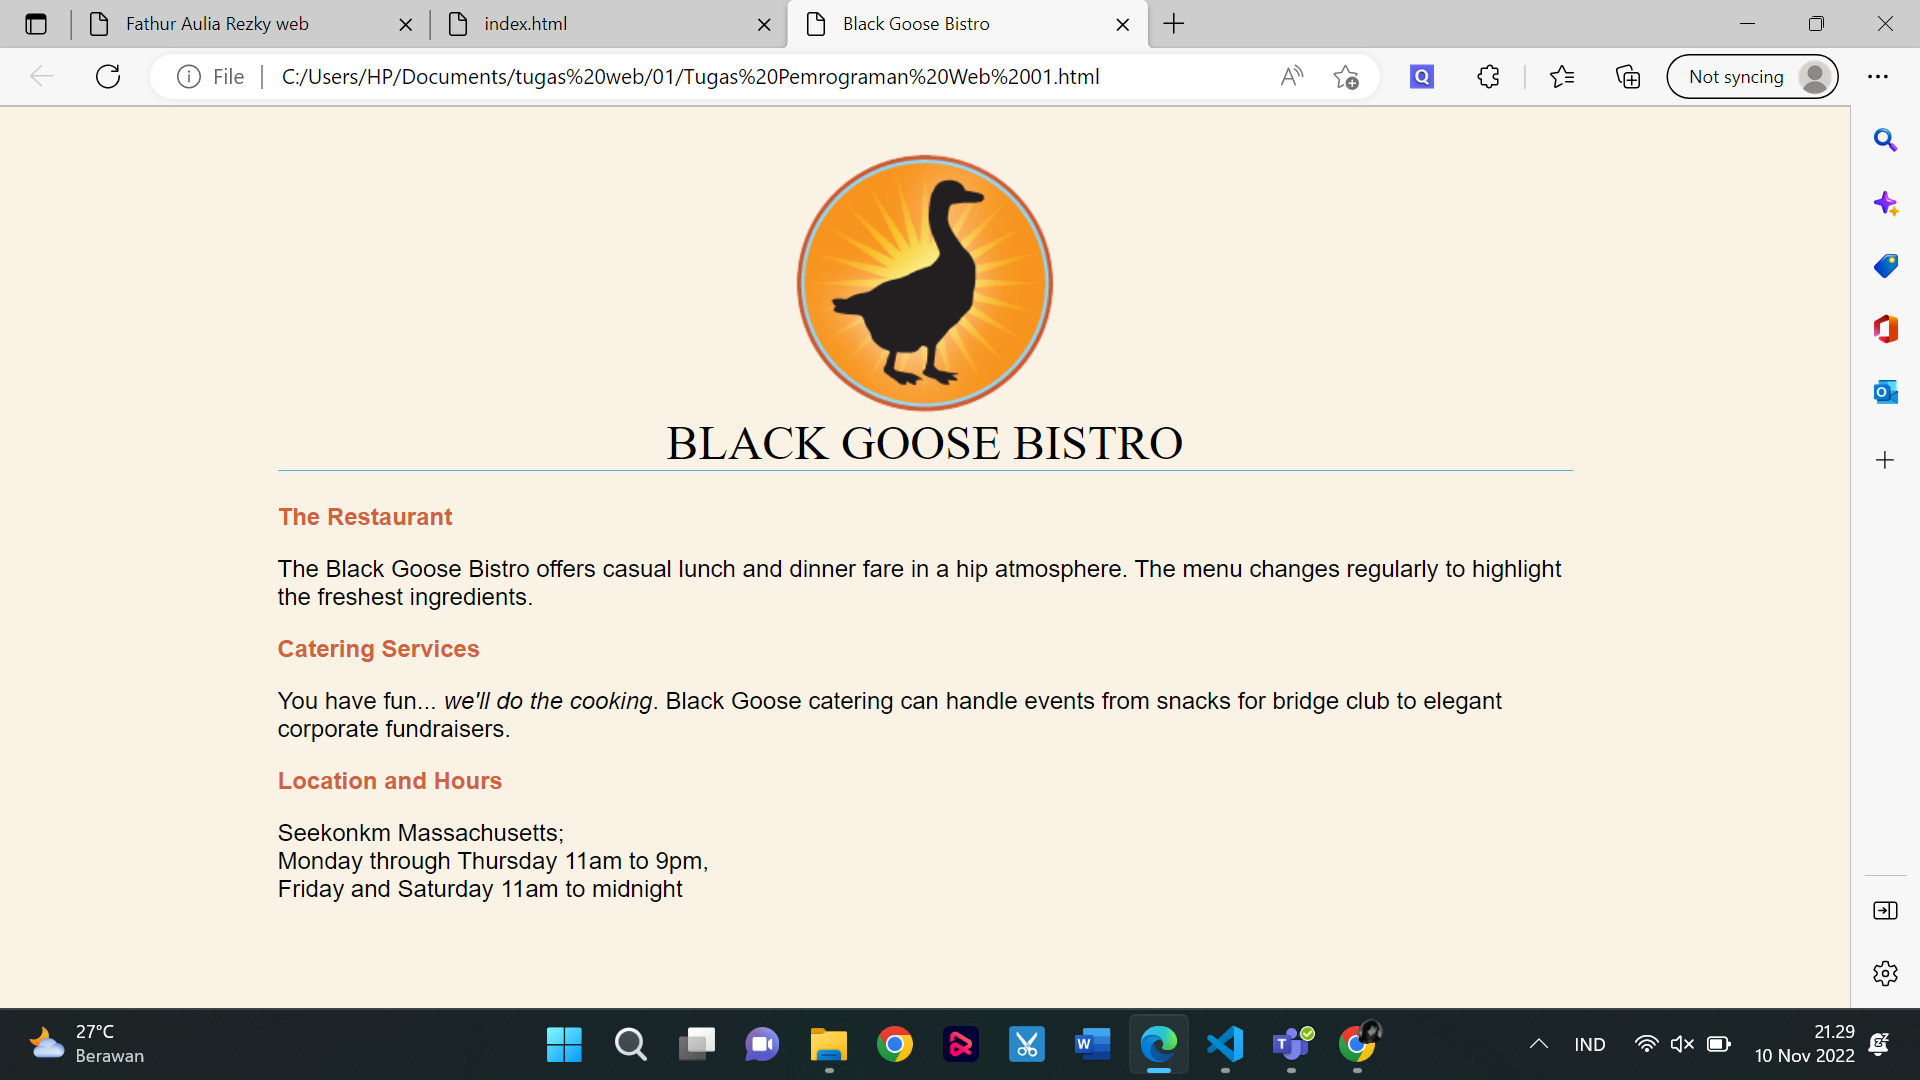 Fathur Aulia Rezky web
index.html
Black Goose Bistro
File
C:/Users/HP/Documents/tugas%20web/01/Tugas%20Pemrograman%20Web%2001.html
Not syncing
BLACK GOOSE BISTRO
The Restaurant
The Black Goose Bistro offers casual lunch and dinner fare in a hip atmosphere. The menu changes regularly to highlight
the freshest ingredients.
Catering Services
You have fun... we'll do the cooking. Black Goose catering can handle events from snacks for bridge club to elegant
corporate fundraisers.
Location and Hours
Seekonkm Massachusetts;
Monday through Thursday 11am to 9pm,
Friday and Saturday 11am to midnight
27°C
Berawan
IND
21.29
10 Nov 2022